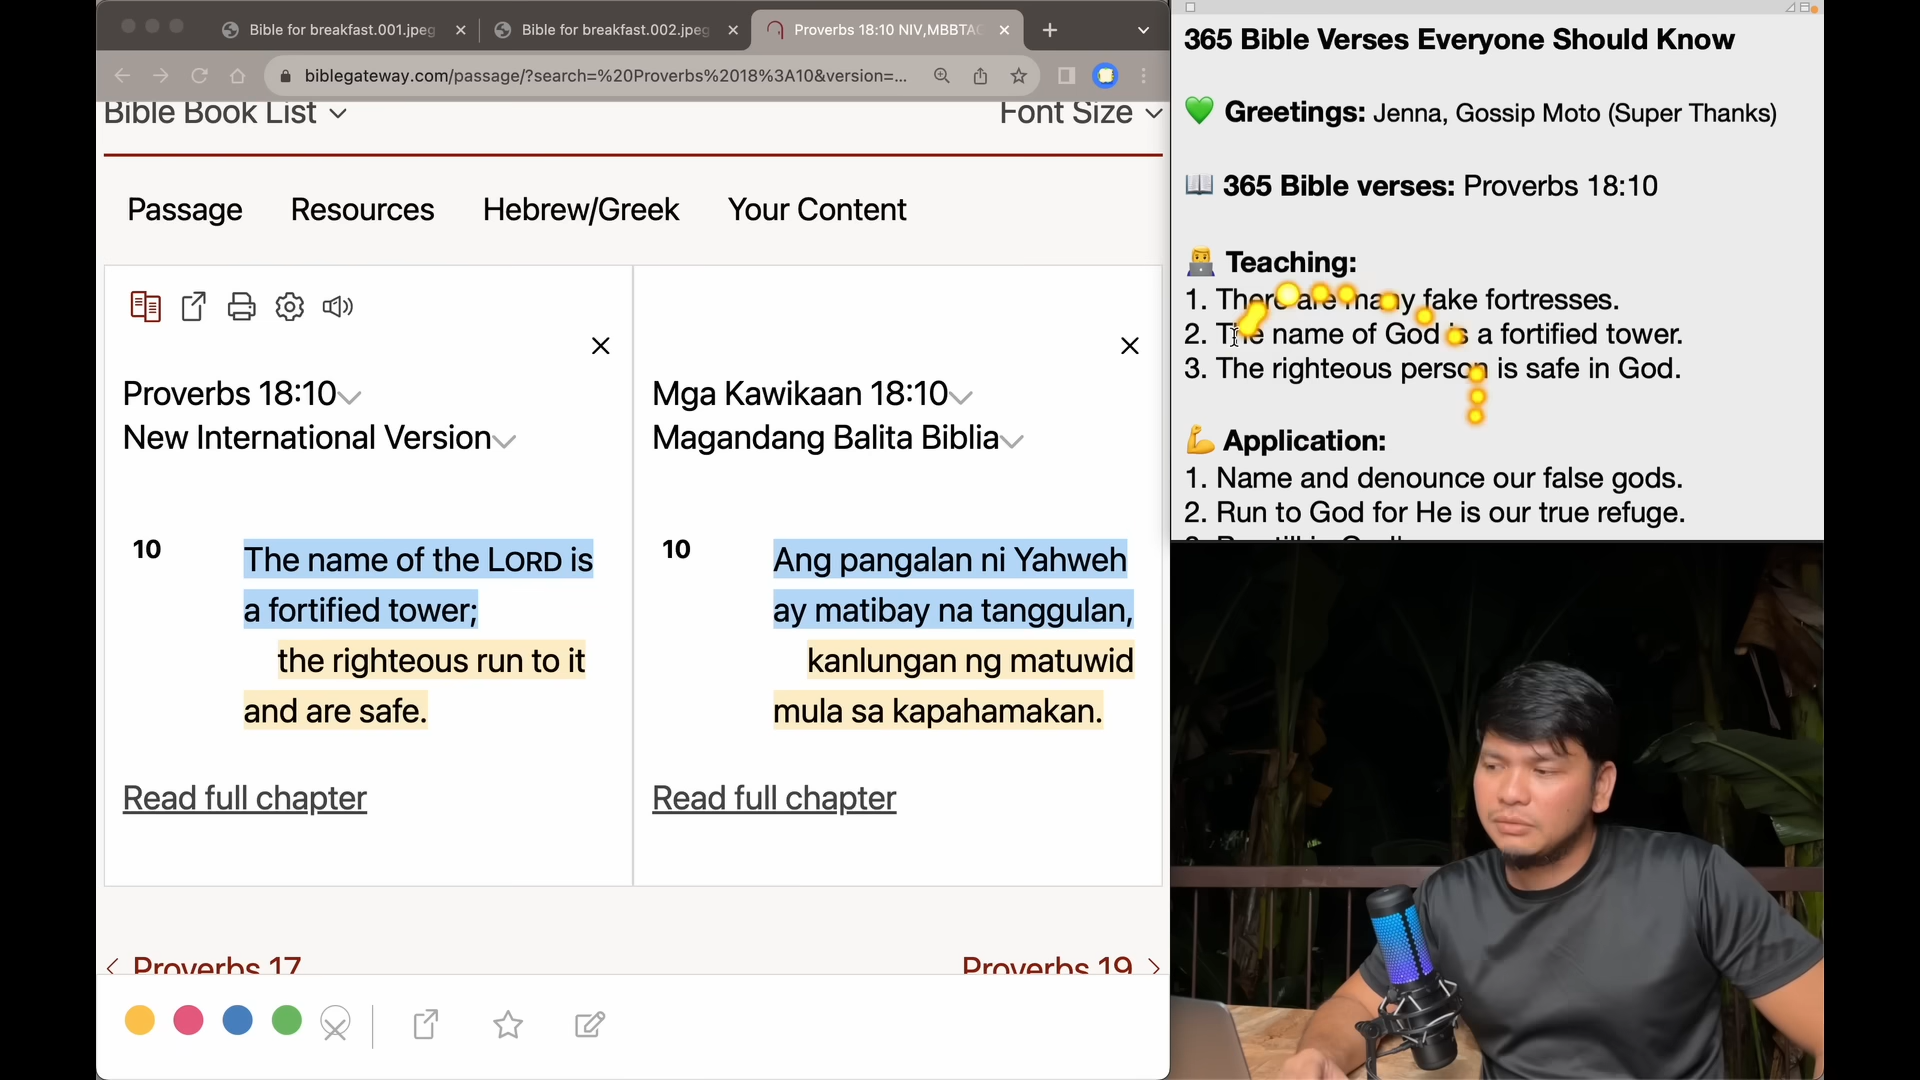 Bible for breakfast.001.jpeg
Bible for breakfast.002.jpeg
Proverbs 18:10 NIV,MBBTAG
biblegateway.com/passage/?search=%20Proverbs%2018%3A10&version=...
Bible Book List
Font Size
Passage
Resources
Hebrew/Greek
Your Content
Proverbs 18:10
New International Version
10
The name of the LORD is
a fortified tower;
the righteous run to it
and are safe.
Read full chapter
Mga Kawikaan 18:10
Magandang Balita Biblia
10
Ang pangalan ni Yahweh
ay matibay na tanggulan,
kanlungan ng matuwid
mula sa kapahamakan.
Read full chapter
Proverbs 17
Proverbs 19
365 Bible Verses Everyone Should Know
Greetings: Jenna, Gossip Moto (Super Thanks)
365 Bible verses: Proverbs 18:10
Teaching:
1. There are many fake fortresses.
2. The name of God is a fortified tower.
3. The righteous person is safe in God.
Application:
1. Name and denounce our false gods.
2. Run to God for He is our true refuge.